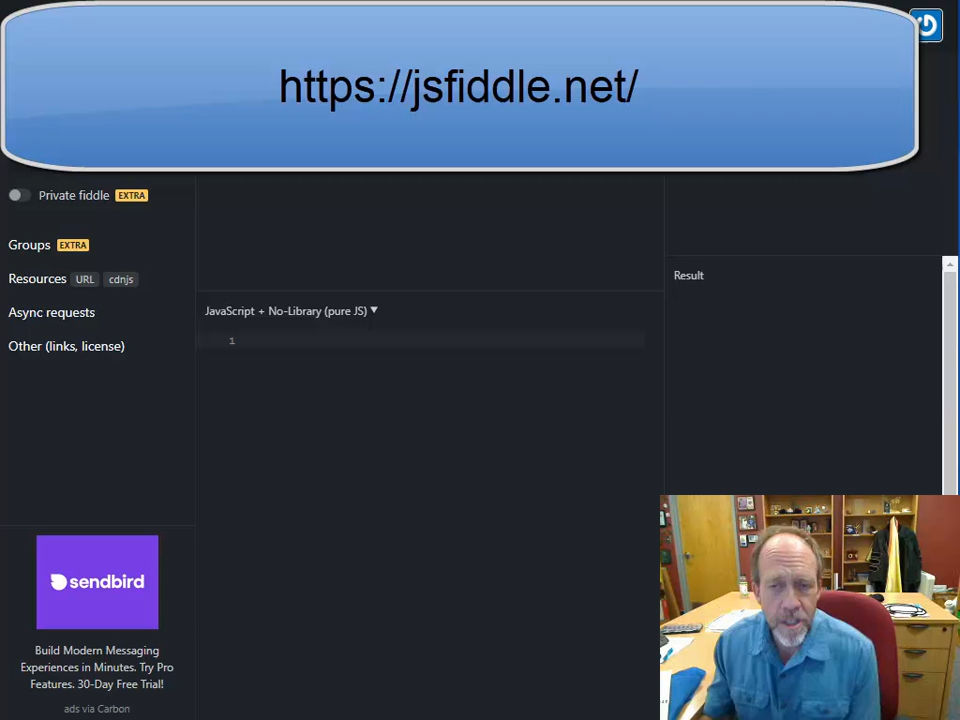 https://jsfiddle.net/
Private fiddle EXTRA
Groups EXTRA
Resources URL cdnjs
Async requests
Other (links, license)
JavaScript + No-Library (pure JS) ▼
1
Result
sendbird
Build Modern Messaging
Experiences in Minutes. Try Pro
Features. 30-Day Free Trial!
ads via Carbon